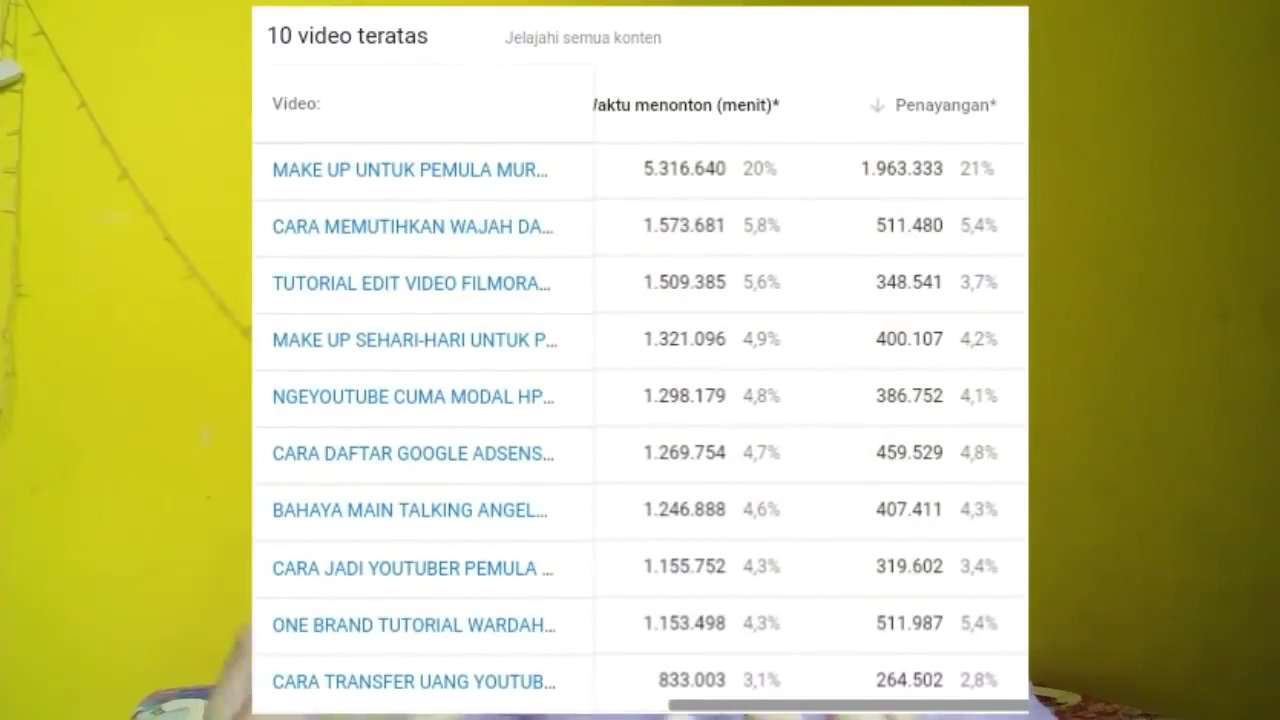 10 video teratas Jelajahi semua konten
Video: Waktu menonton (menit)* ↓ Penayangan*
MAKE UP UNTUK PEMULA MUR... 5.316.640 20% 1.963.333 21%
CARA MEMUTIHKAN WAJAH DA... 1.573.681 5,8% 511.480 5,4%
TUTORIAL EDIT VIDEO FILMORA... 1.509.385 5,6% 348.541 3,7%
MAKE UP SEHARI-HARI UNTUK P... 1.321.096 4,9% 400.107 4,2%
NGEYOUTUBE CUMA MODAL HP... 1.298.179 4,8% 386.752 4,1%
CARA DAFTAR GOOGLE ADSENS... 1.269.754 4,7% 459.529 4,8%
BAHAYA MAIN TALKING ANGEL... 1.246.888 4,6% 407.411 4,3%
CARA JADI YOUTUBER PEMULA ... 1.155.752 4,3% 319.602 3,4%
ONE BRAND TUTORIAL WARDAH... 1.153.498 4,3% 511.987 5,4%
CARA TRANSFER UANG YOUTUB... 833.003 3,1% 264.502 2,8%